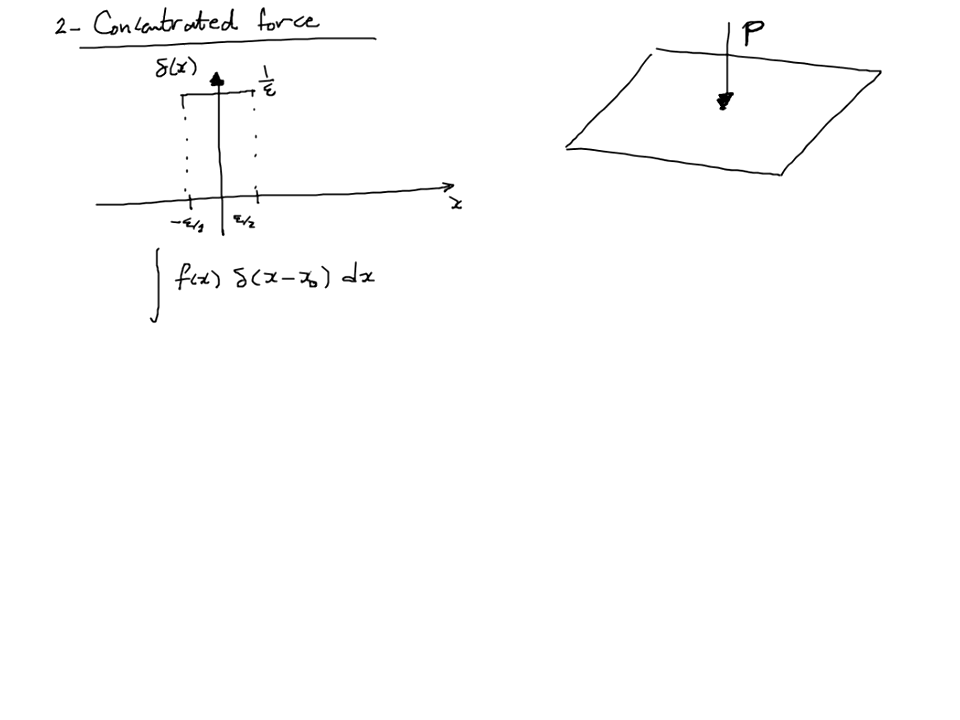 2- Concentrated force
δ(x)
1/ε
P
-ε/2
ε/2
x
∫ f(x) δ(x-x₀) dx